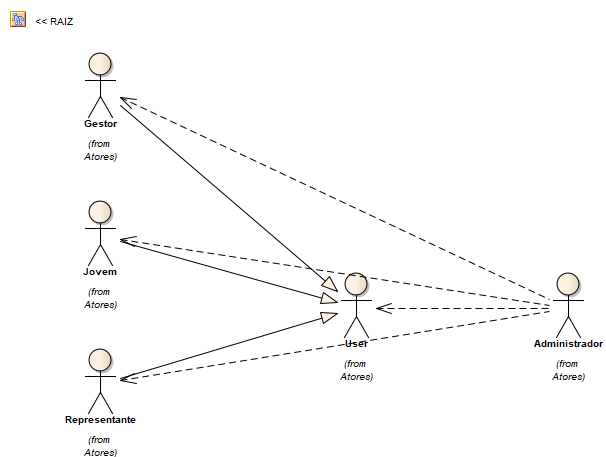 << RAIZ
Gestor
(from
Atores)
Jovem
(from
Atores)
User
(from
Atores)
Administrador
(from
Atores)
Representante
(from
Atores)